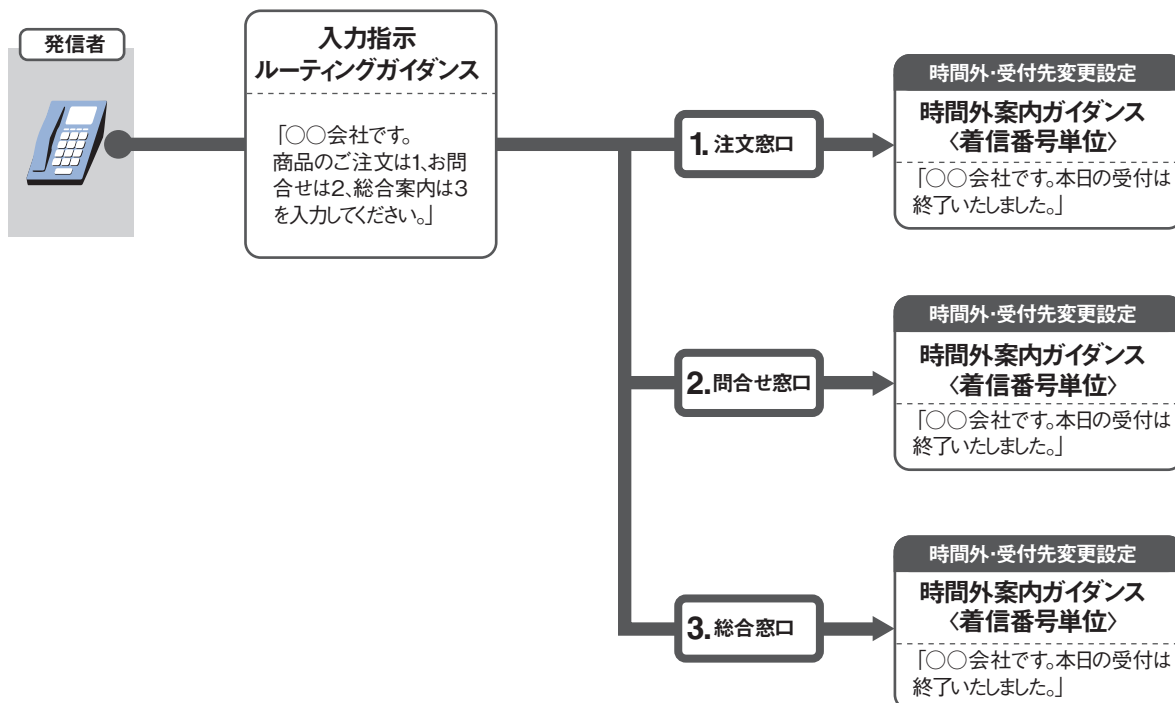 発信者
入力指示
ルーティングガイダンス
「○○会社です。
商品のご注文は1、お問
合せは2、総合案内は3
を入力してください。」
1. 注文窓口
時間外・受付先変更設定
時間外案内ガイダンス
〈着信番号単位〉
「○○会社です。本日の受付は
終了いたしました。」
2. 問合せ窓口
時間外・受付先変更設定
時間外案内ガイダンス
〈着信番号単位〉
「○○会社です。本日の受付は
終了いたしました。」
3. 総合窓口
時間外・受付先変更設定
時間外案内ガイダンス
〈着信番号単位〉
「○○会社です。本日の受付は
終了いたしました。」